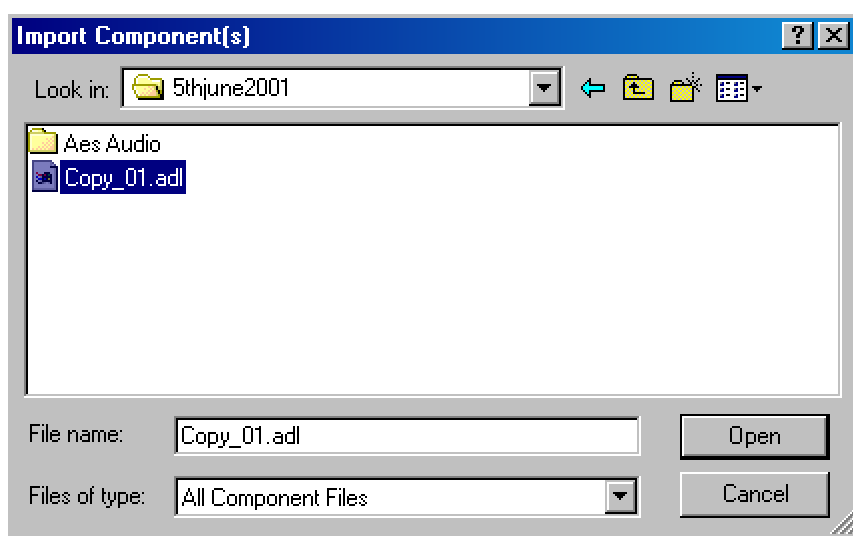 Import Component(s)
Look in: 5thjune2001
Aes Audio
Copy_01.adl
File name: Copy_01.adl
Open
Files of type: All Component Files
Cancel